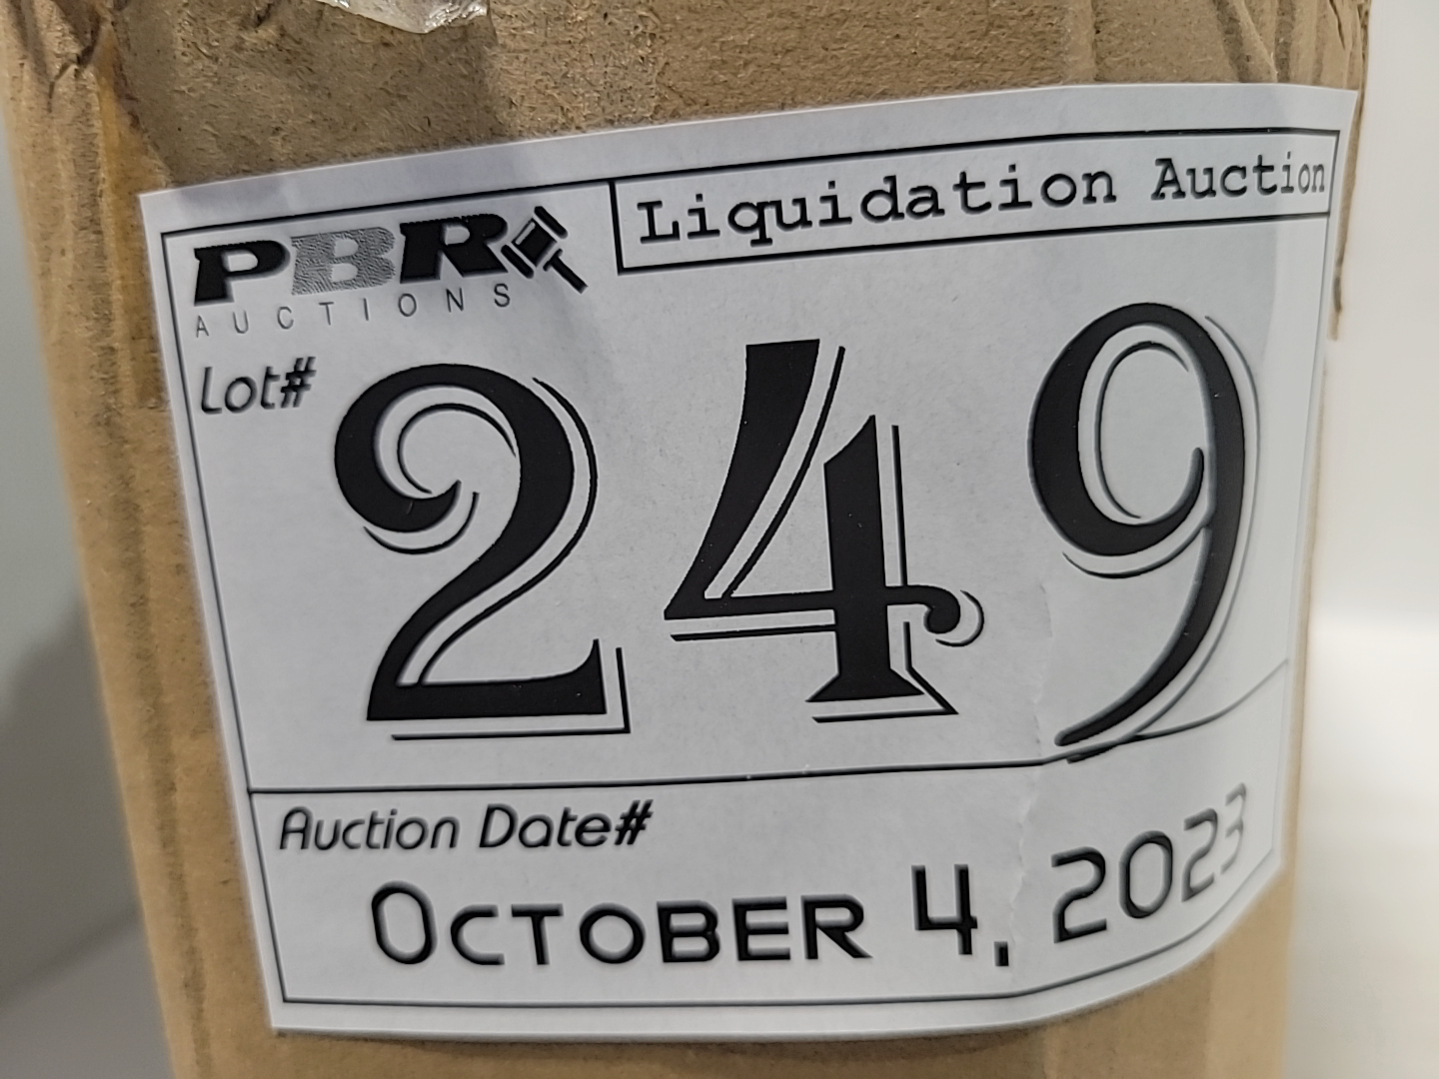 PBR
AUCTIONS
Liquidation Auction
Lot#
249
Auction Date#
OCTOBER 4, 2023